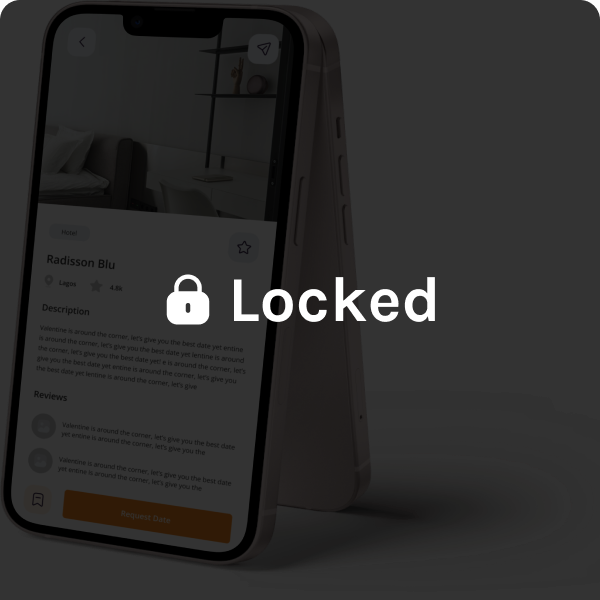 Hotel
Radisson Blu
Lagos
4.8k
Locked
Description
Valentine is around the corner, let's give you the best date yet entine
is around the corner, let's give you the best date yet lentine is around
the corner, let's give you the best date yet! e is around the corner, let's
give you the best date yet entine is around the corner, let's give you
the best date yet lentine is around the corner, let's give
Reviews
Valentine is around the corner, let's give you the best date
yet entine is around the corner, let's give you the
Valentine is around the corner, let's give you the best date
yet entine is around the corner, let's give you the
Request Date